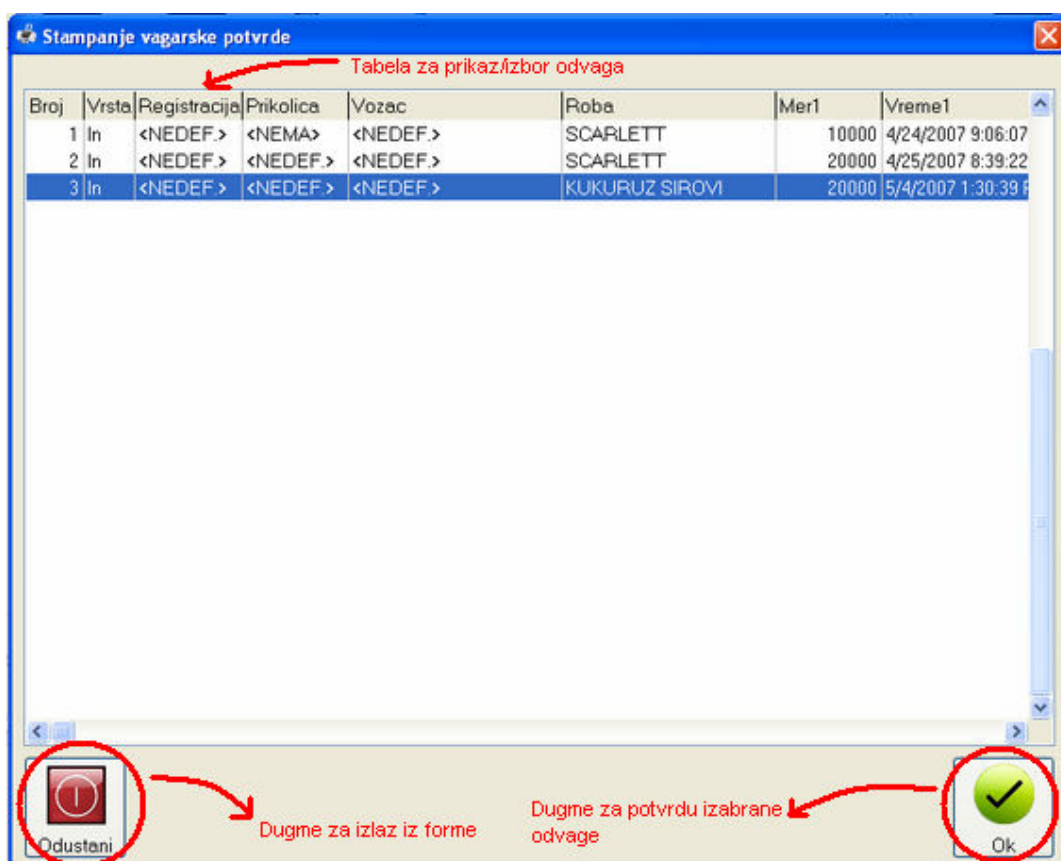 Stampanje vagarske potvrde
Tabela za prikaz/izbor odvaga
Broj Vrsta Registracija Prikolica Vozac Roba Mer1 Vreme1
1 In <NEDEF.> <NEMA> <NEDEF.> SCARLETT 10000 4/24/2007 9:06:07
2 In <NEDEF.> <NEDEF.> <NEDEF.> SCARLETT 20000 4/25/2007 8:39:22
3 In <NEDEF.> <NEDEF.> <NEDEF.> KUKURUZ SIROVI 20000 5/4/2007 1:30:39
Dugme za izlaz iz forme
Dugme za potvrdu izabrane
odvage
Odustani
Ok